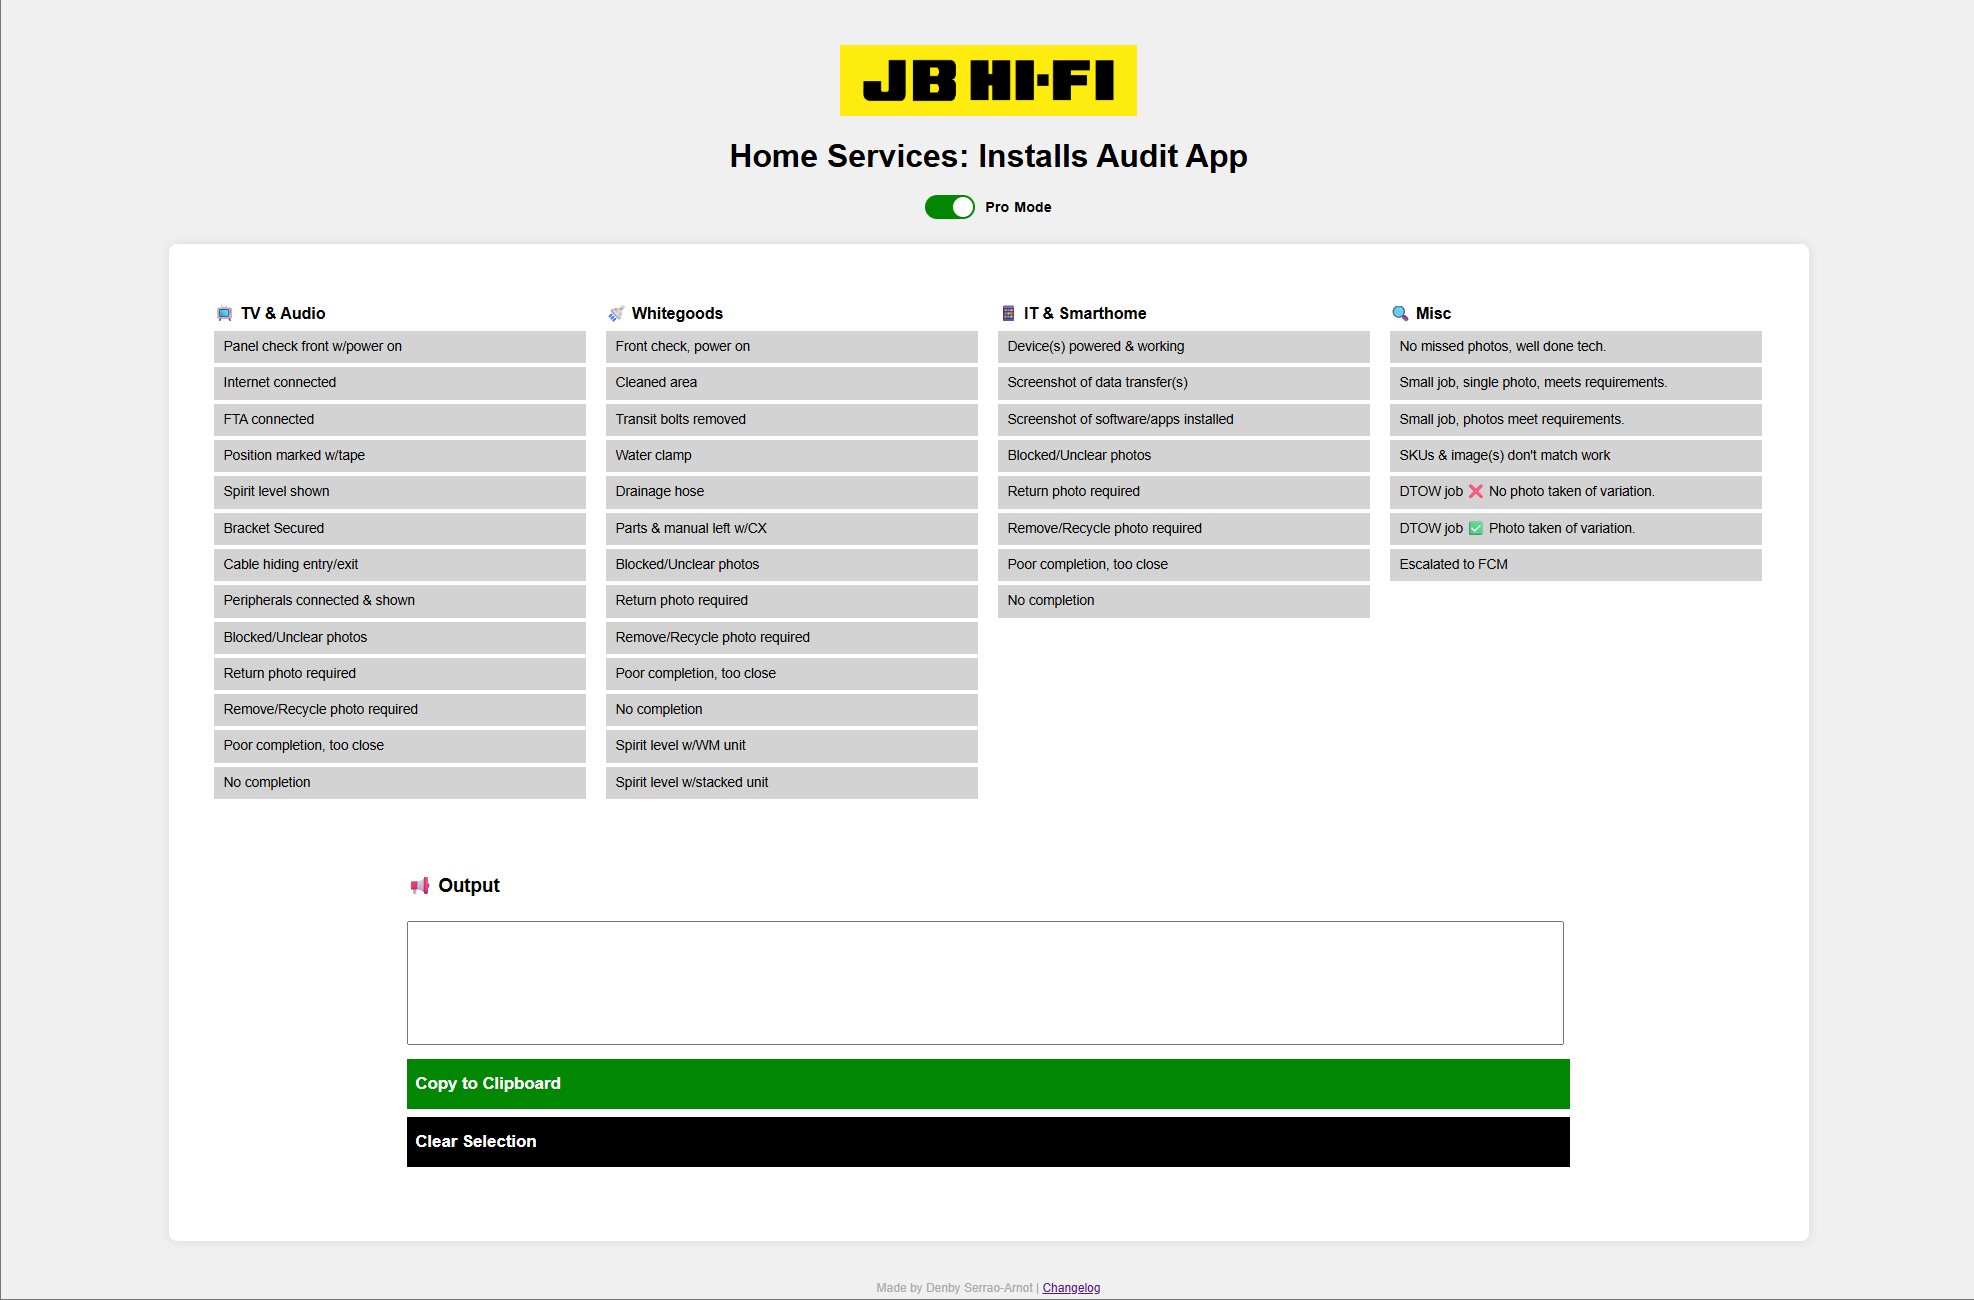 JB HI-FI
Home Services: Installs Audit App
Pro Mode
TV & Audio
Panel check front w/power on
Internet connected
FTA connected
Position marked w/tape
Spirit level shown
Bracket Secured
Cable hiding entry/exit
Peripherals connected & shown
Blocked/Unclear photos
Return photo required
Remove/Recycle photo required
Poor completion, too close
No completion
Whitegoods
Front check, power on
Cleaned area
Transit bolts removed
Water clamp
Drainage hose
Parts & manual left w/CX
Blocked/Unclear photos
Return photo required
Remove/Recycle photo required
Poor completion, too close
No completion
Spirit level w/WM unit
Spirit level w/stacked unit
IT & Smarthome
Device(s) powered & working
Screenshot of data transfer(s)
Screenshot of software/apps installed
Blocked/Unclear photos
Return photo required
Remove/Recycle photo required
Poor completion, too close
No completion
Misc
No missed photos, well done tech.
Small job, single photo, meets requirements.
Small job, photos meet requirements.
SKUs & image(s) don't match work
DTOW job ❌ No photo taken of variation.
DTOW job ✅ Photo taken of variation.
Escalated to FCM
Output
Copy to Clipboard
Clear Selection
Made by Denby Serrao-Arnot | Changelog